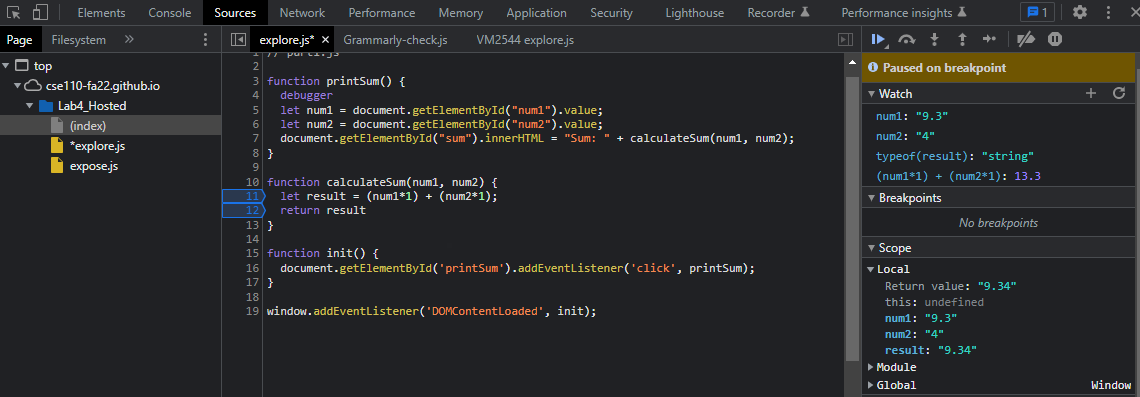 Elements Console Sources Network Performance Memory Application Security Lighthouse Recorder Performance insights 1
Page Filesystem » explore.js* × Grammarly-check.js VM2544 explore.js
top
cse110-fa22.github.io
Lab4_Hosted
(index)
*explore.js
expose.js
1 // part1.js
2
3 function printSum() {
4 debugger
5 let num1 = document.getElementById("num1").value;
6 let num2 = document.getElementById("num2").value;
7 document.getElementById("sum").innerHTML = "Sum: " + calculateSum(num1, num2);
8 }
9
10 function calculateSum(num1, num2) {
11 let result = (num1*1) + (num2*1);
12 return result
13 }
14
15 function init() {
16 document.getElementById('printSum').addEventListener('click', printSum);
17 }
18
19 window.addEventListener('DOMContentLoaded', init);
Paused on breakpoint
Watch
num1: "9.3"
num2: "4"
typeof(result): "string"
(num1*1) + (num2*1): 13.3
Breakpoints
No breakpoints
Scope
Local
Return value: "9.34"
this: undefined
num1: "9.3"
num2: "4"
result: "9.34"
Module
Global Window